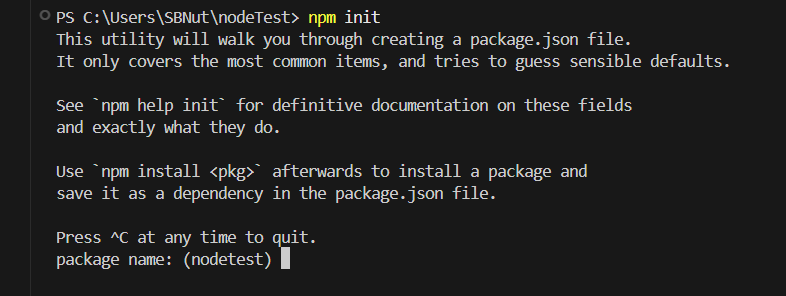 PS C:\Users\SBNut\nodeTest> npm init
This utility will walk you through creating a package.json file.
It only covers the most common items, and tries to guess sensible defaults.
See `npm help init` for definitive documentation on these fields
and exactly what they do.
Use `npm install <pkg>` afterwards to install a package and
save it as a dependency in the package.json file.
Press ^C at any time to quit.
package name: (nodetest)